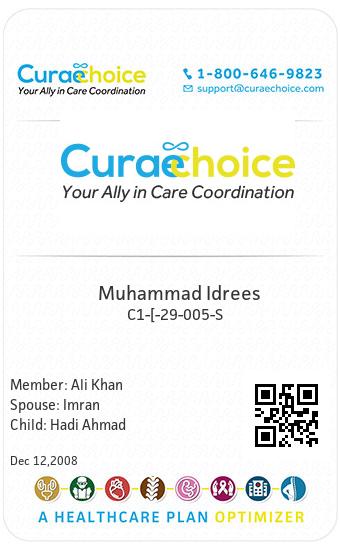 Curaechoice
Your Ally in Care Coordination
1-800-646-9823
support@curaechoice.com
Curaechoice
Your Ally in Care Coordination
Muhammad Idrees
C1-[-29-005-S
Member: Ali Khan
Spouse: Imran
Child: Hadi Ahmad
Dec 12,2008
A HEALTHCARE PLAN OPTIMIZER